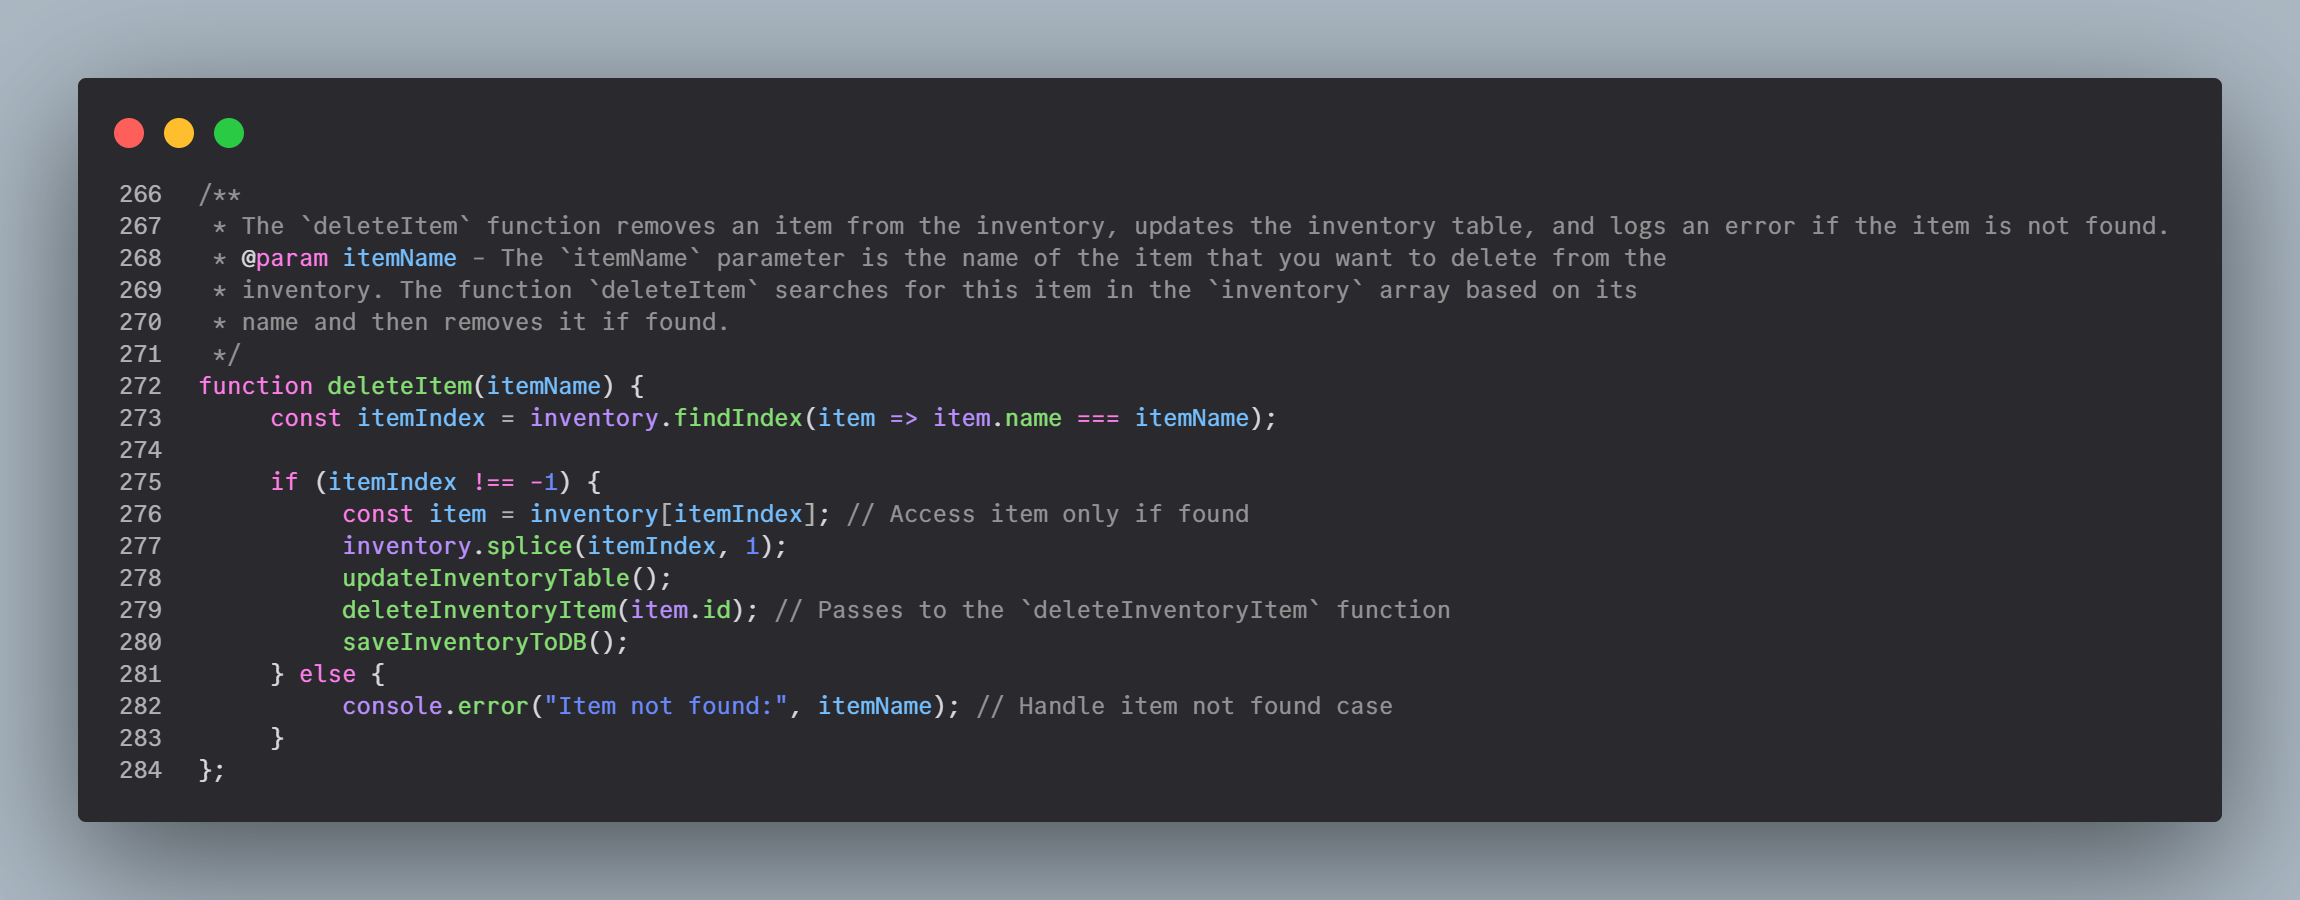 266 /**
267  * The `deleteItem` function removes an item from the inventory, updates the inventory table, and logs an error if the item is not found.
268  * @param itemName - The `itemName` parameter is the name of the item that you want to delete from the
269  * inventory. The function `deleteItem` searches for this item in the `inventory` array based on its
270  * name and then removes it if found.
271  */
272 function deleteItem(itemName) {
273      const itemIndex = inventory.findIndex(item => item.name === itemName);
274
275      if (itemIndex !== -1) {
276           const item = inventory[itemIndex]; // Access item only if found
277           inventory.splice(itemIndex, 1);
278           updateInventoryTable();
279           deleteInventoryItem(item.id); // Passes to the `deleteInventoryItem` function
280           saveInventoryToDB();
281      } else {
282           console.error("Item not found:", itemName); // Handle item not found case
283      }
284 };